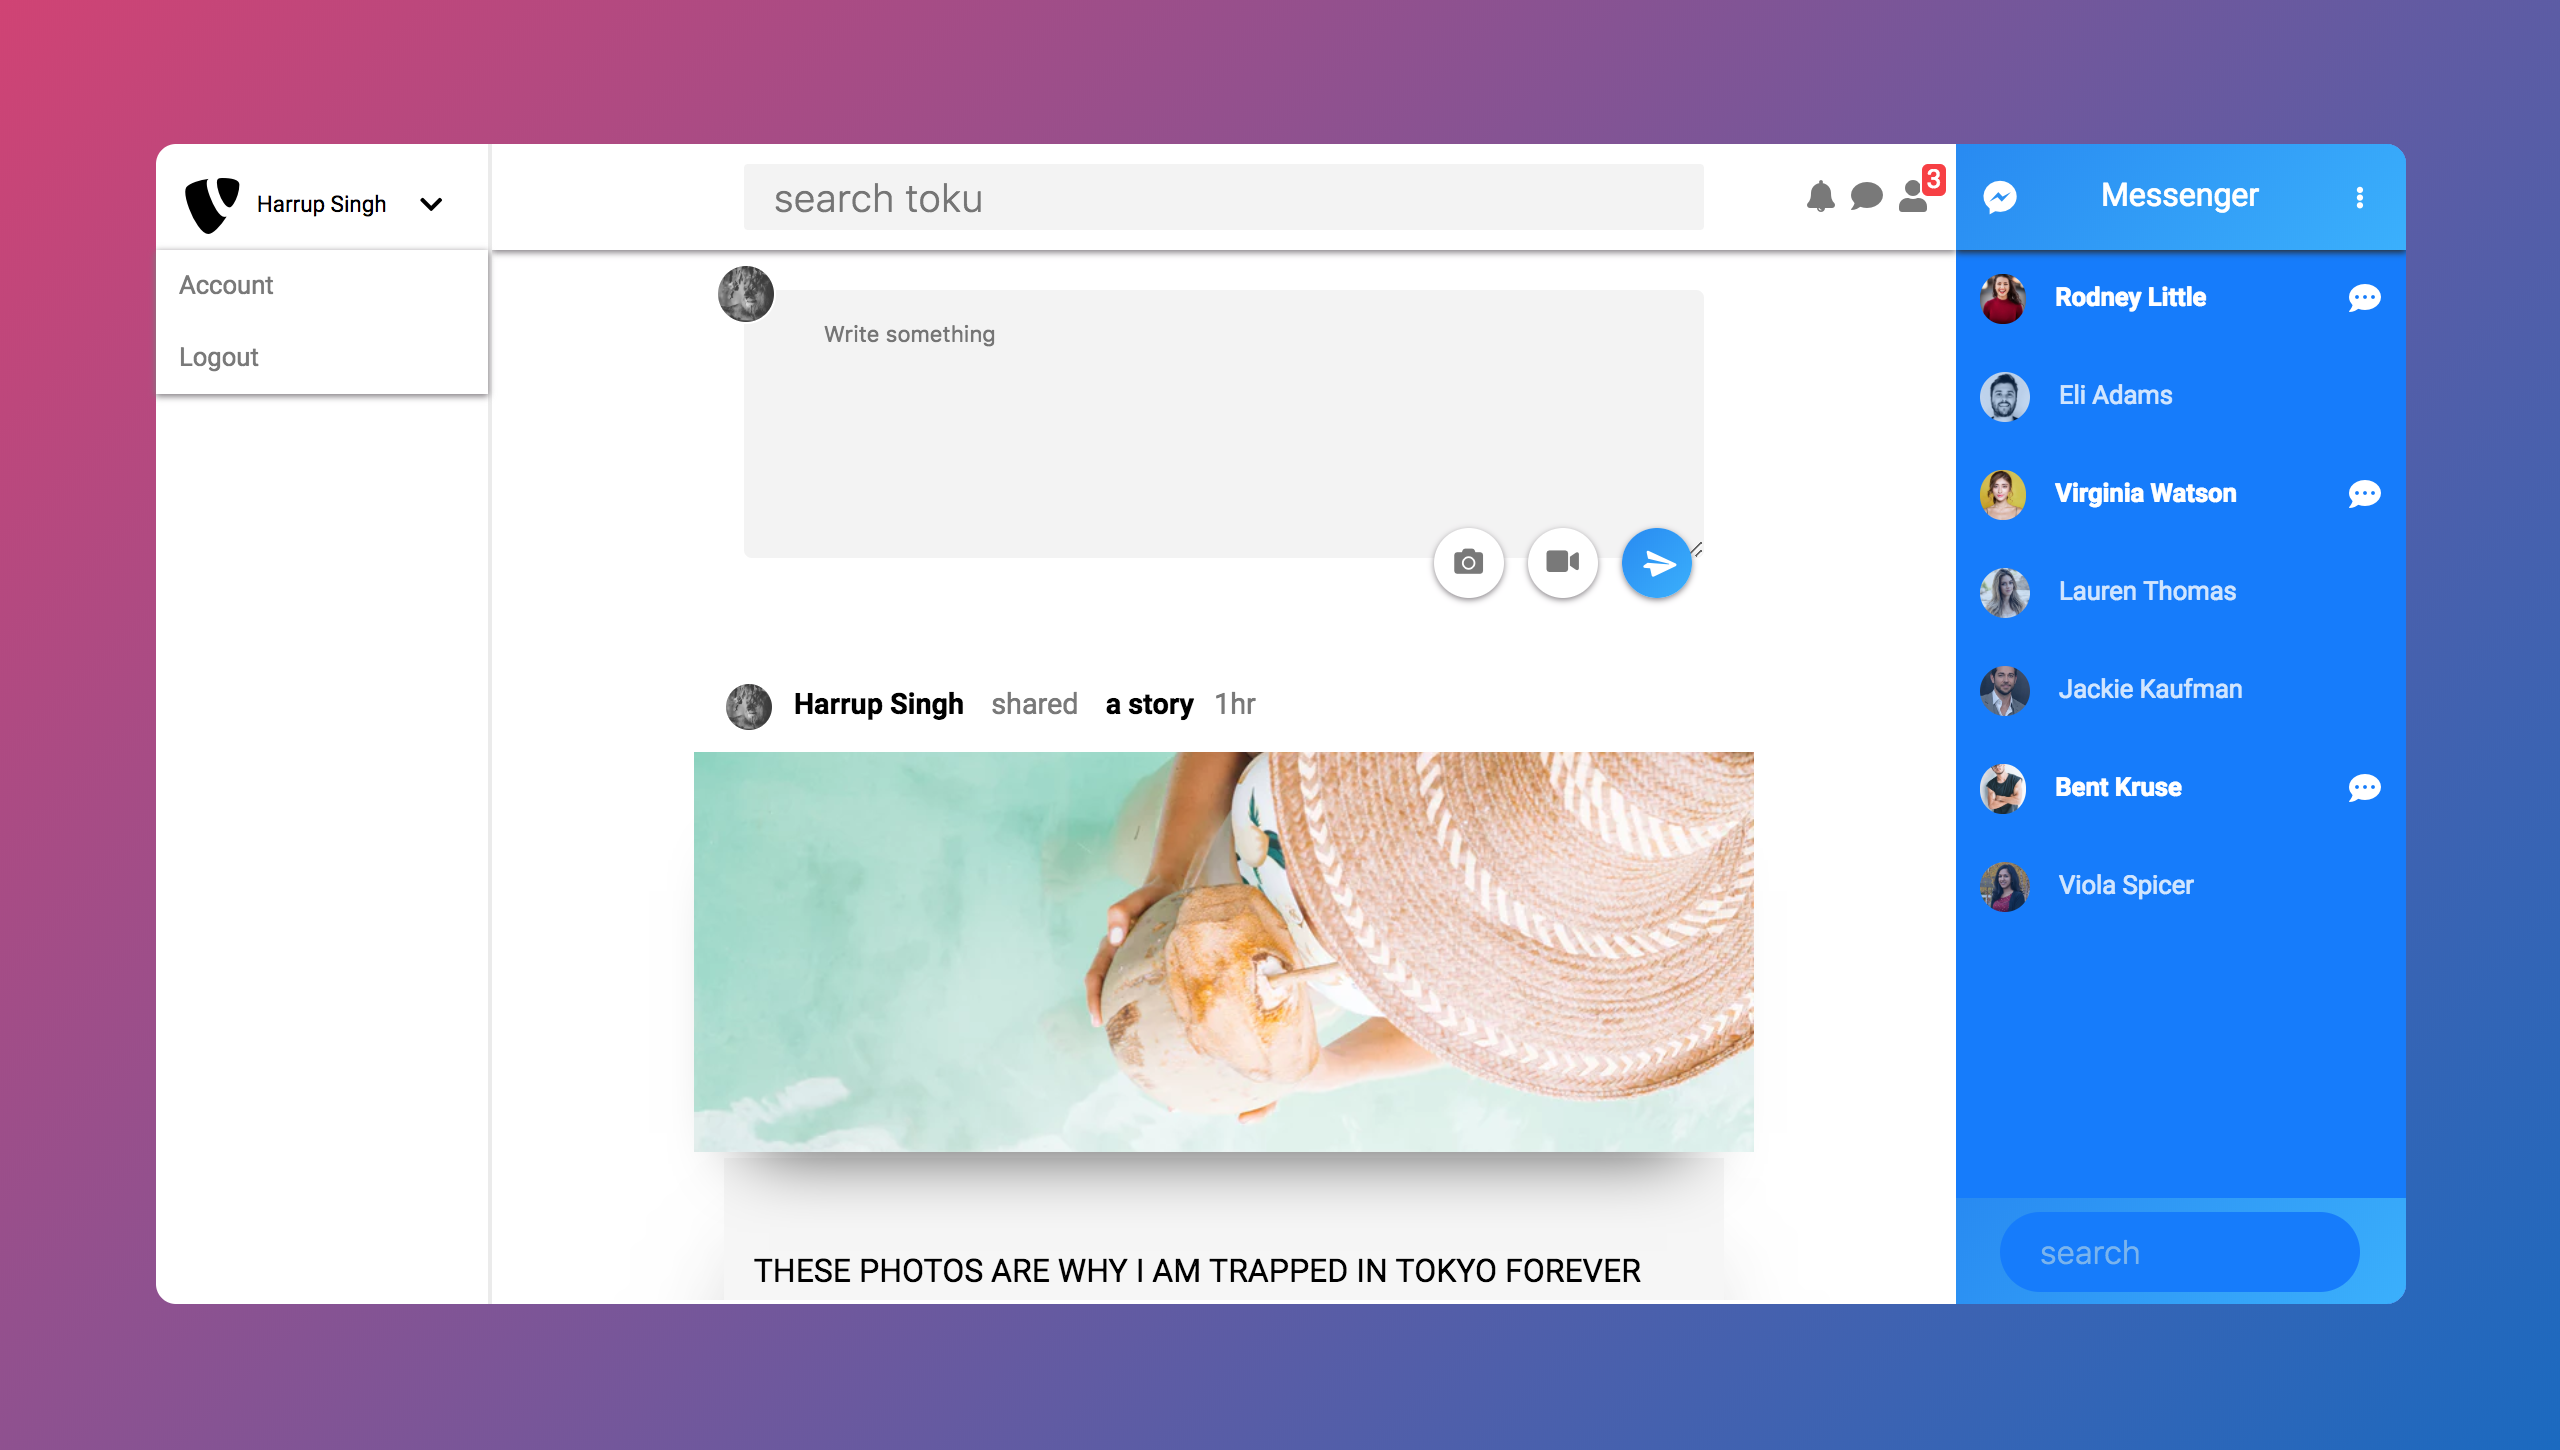 Harrup Singh
Account
Logout
search toku
3
Write something
Harrup Singh shared a story 1hr
THESE PHOTOS ARE WHY I AM TRAPPED IN TOKYO FOREVER
Messenger
Rodney Little
Eli Adams
Virginia Watson
Lauren Thomas
Jackie Kaufman
Bent Kruse
Viola Spicer
search